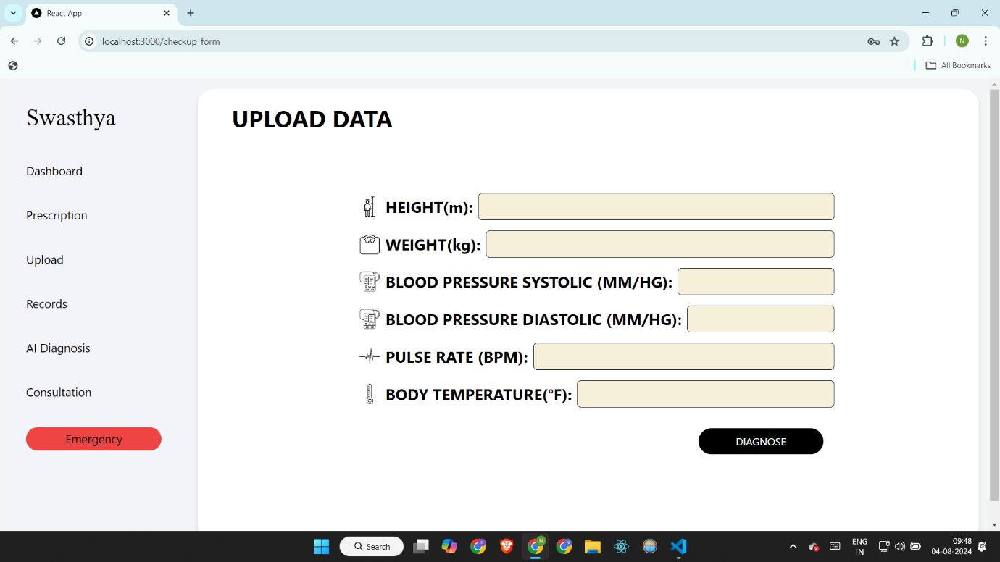 React App
localhost:3000/checkup_form
N
All Bookmarks
Swasthya
Dashboard
Prescription
Upload
Records
AI Diagnosis
Consultation
Emergency
UPLOAD DATA
HEIGHT(m):
WEIGHT(kg):
BLOOD PRESSURE SYSTOLIC (MM/HG):
BLOOD PRESSURE DIASTOLIC (MM/HG):
PULSE RATE (BPM):
BODY TEMPERATURE(°F):
DIAGNOSE
Search
ENG
IN
09:48
04-08-2024